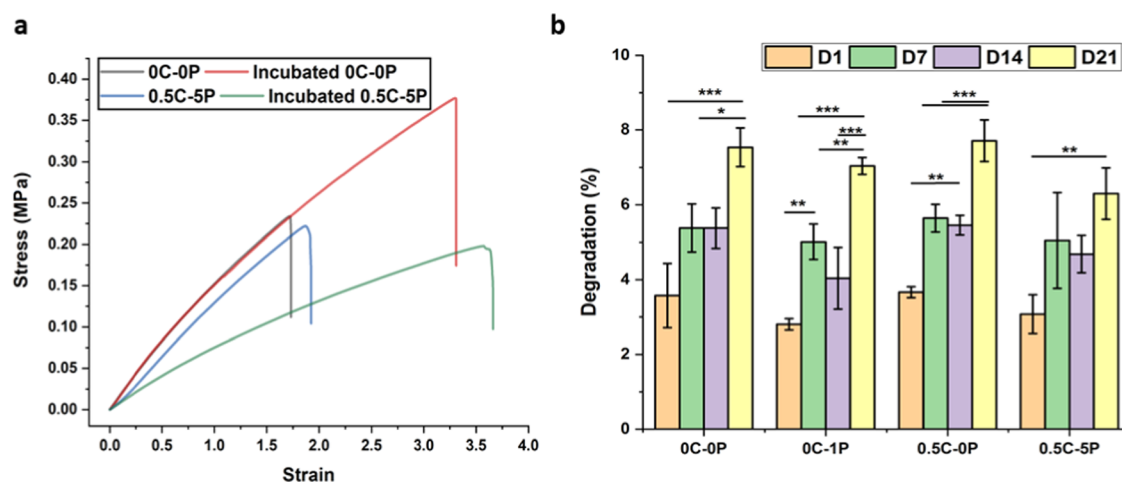 a
0C-0P Incubated 0C-0P
0.5C-5P Incubated 0.5C-5P
Stress (MPa)
0.40
0.35
0.30
0.25
0.20
0.15
0.10
0.05
0.00
0.0 0.5 1.0 1.5 2.0 2.5 3.0 3.5 4.0
Strain
b
D1 D7 D14 D21
Degradation (%)
10
8
6
4
2
0
*** * *** *** ** ** *** ** **
0C-0P 0C-1P 0.5C-0P 0.5C-5P